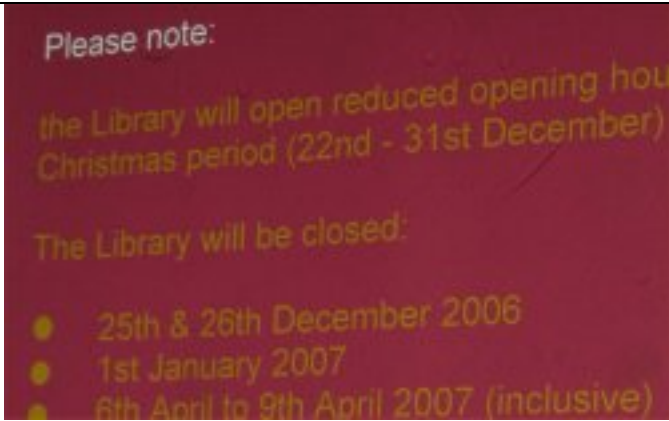 Please note:
the Library will open reduced opening hou
Christmas period (22nd - 31st December)
The Library will be closed:
25th & 26th December 2006
1st January 2007
6th April to 9th April 2007 (inclusive)